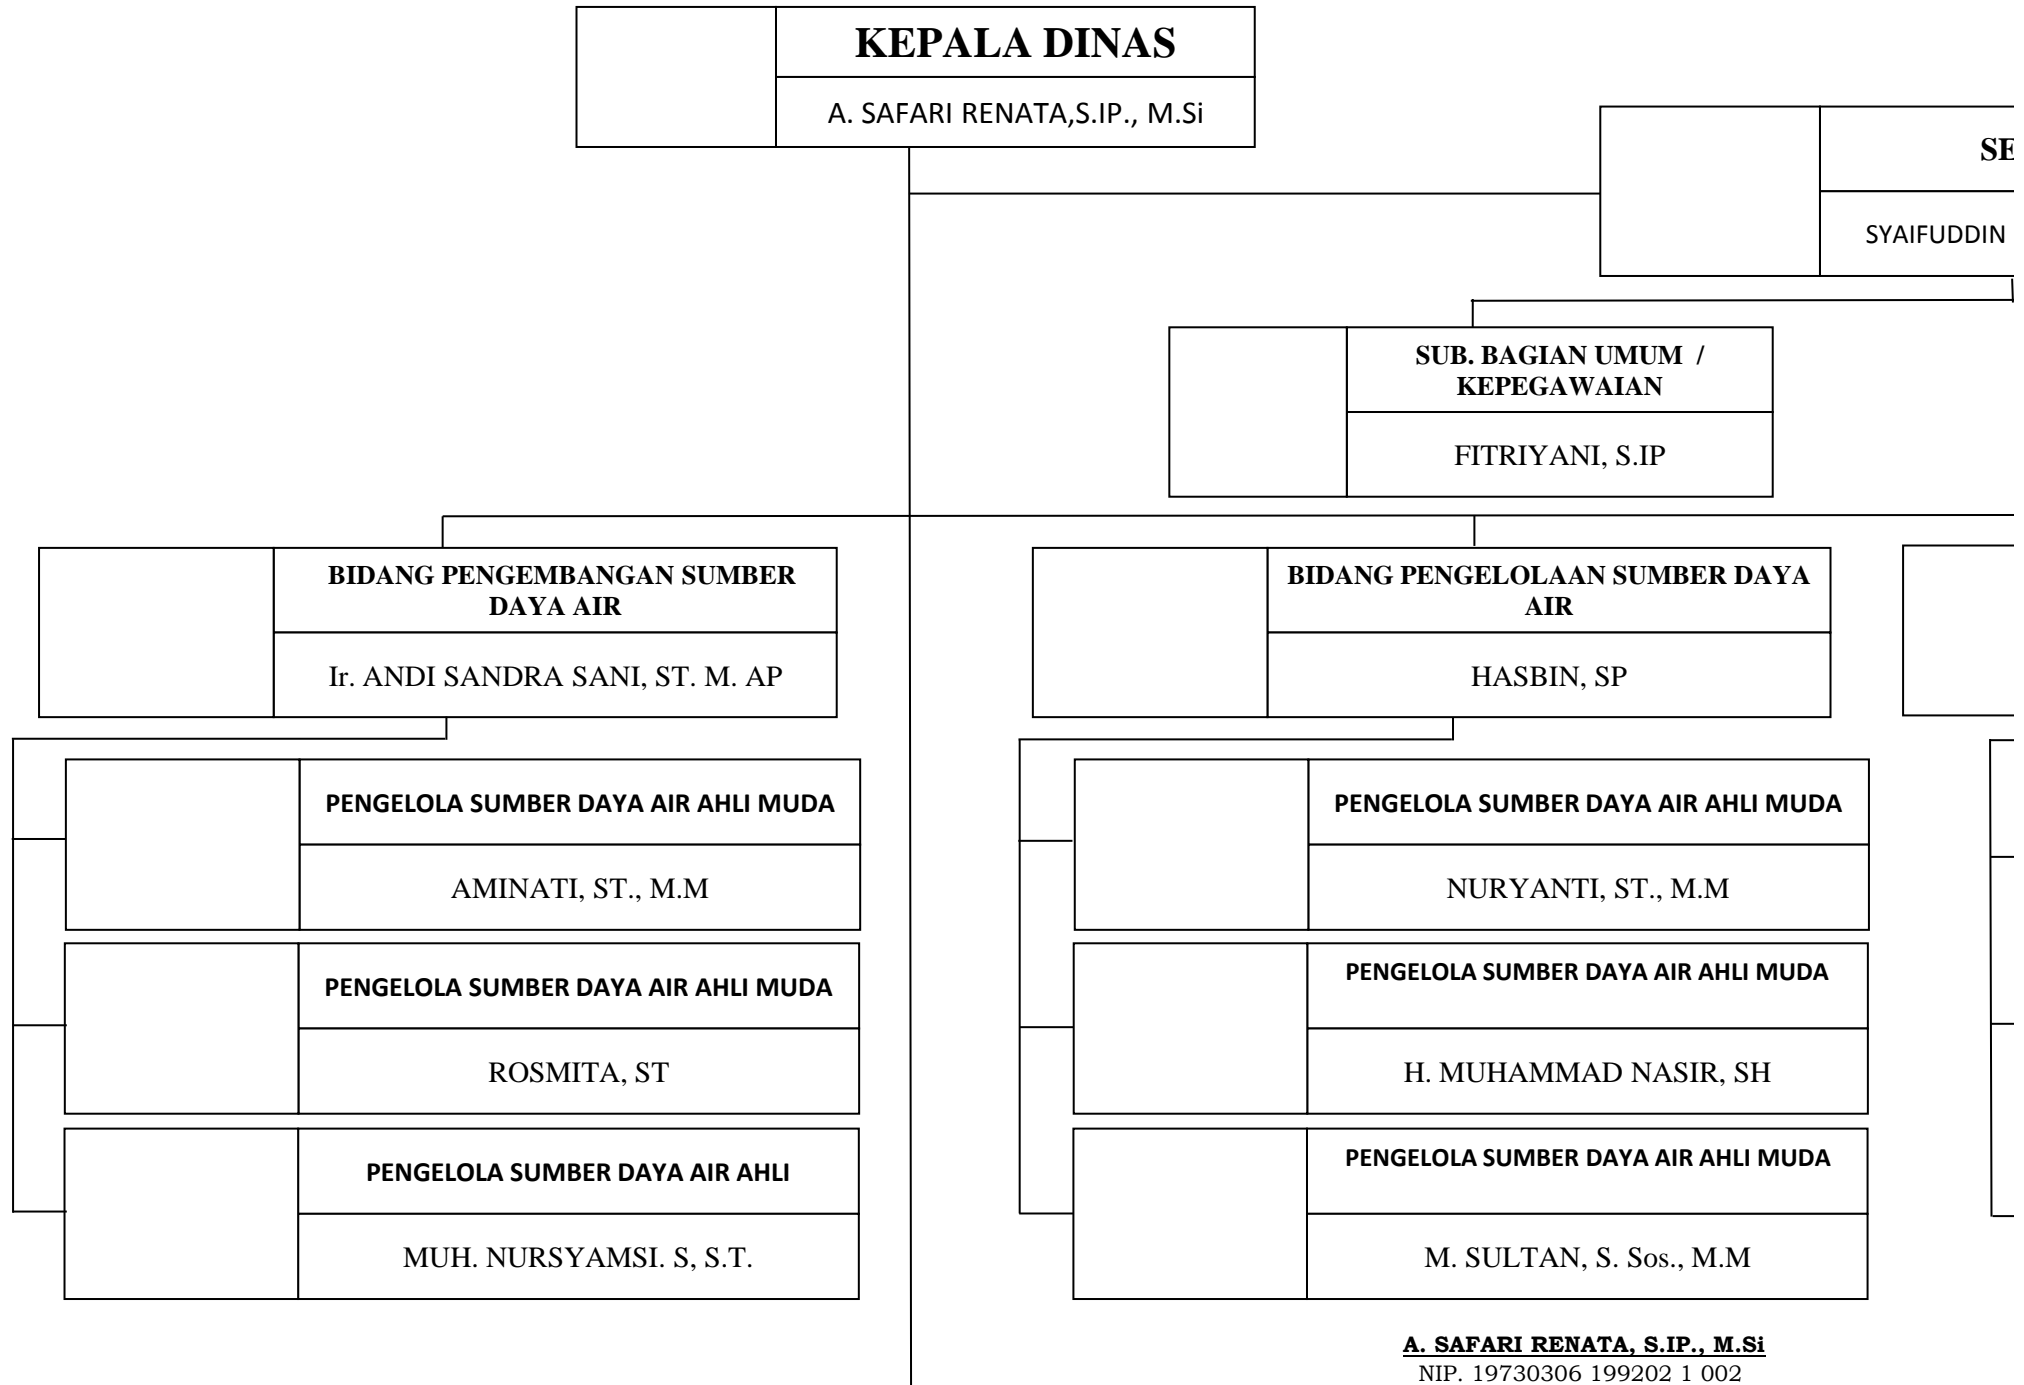 KEPALA DINAS
A. SAFARI RENATA,S.IP., M.Si
SE
SYAIFUDDIN
SUB. BAGIAN UMUM /
KEPEGAWAIAN
FITRIYANI, S.IP
BIDANG PENGEMBANGAN SUMBER
DAYA AIR
Ir. ANDI SANDRA SANI, ST. M. AP
BIDANG PENGELOLAAN SUMBER DAYA
AIR
HASBIN, SP
PENGELOLA SUMBER DAYA AIR AHLI MUDA
AMINATI, ST., M.M
PENGELOLA SUMBER DAYA AIR AHLI MUDA
ROSMITA, ST
PENGELOLA SUMBER DAYA AIR AHLI
MUH. NURSYAMSI. S, S.T.
PENGELOLA SUMBER DAYA AIR AHLI MUDA
NURYANTI, ST., M.M
PENGELOLA SUMBER DAYA AIR AHLI MUDA
H. MUHAMMAD NASIR, SH
PENGELOLA SUMBER DAYA AIR AHLI MUDA
M. SULTAN, S. Sos., M.M
A. SAFARI RENATA, S.IP., M.Si
NIP. 19730306 199202 1 002